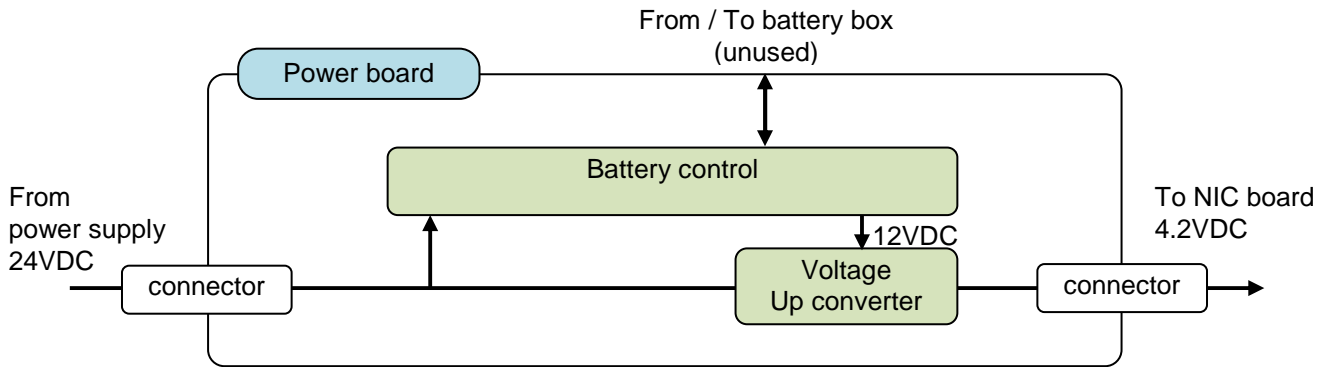 From / To battery box
(unused)
Power board
Battery control
From
power supply
24VDC
To NIC board
4.2VDC
12VDC
Voltage
Up converter
connector
connector